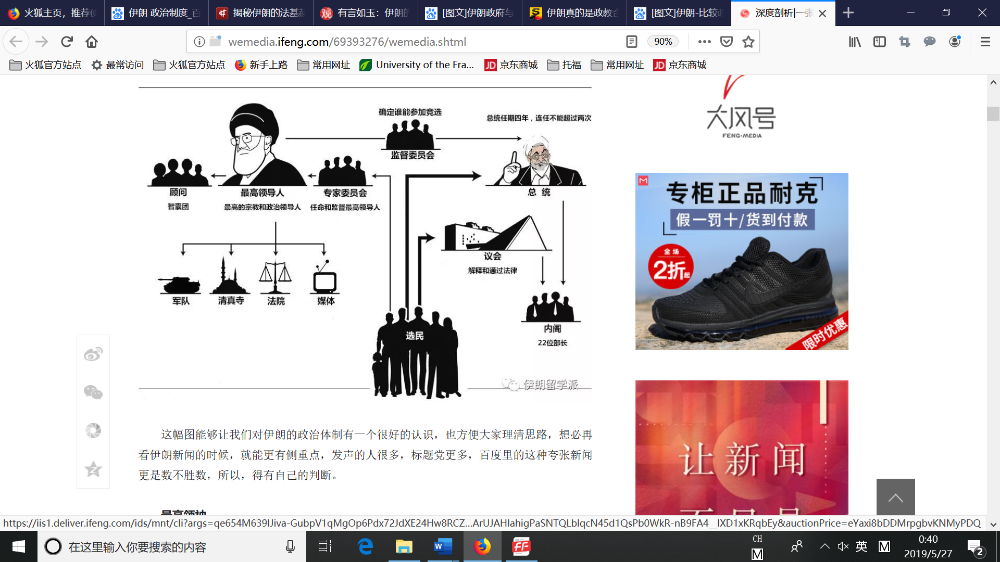 火狐主页，推荐使
伊朗 政治制度_百
揭秘伊朗的法基赫
有言如玉：伊朗的
[图文]伊朗政府与
伊朗真的是政教合
[图文]伊朗-比较政
深度剖析|一张
wemedia.ifeng.com/69393276/wemedia.shtml
90%
火狐官方站点
最常访问
火狐官方站点
新手上路
常用网址
University of the Fra...
JD 京东商城
托福
常用网址
JD 京东商城
确定谁能参加竞选
总统任期四年，连任不能超过两次
监督委员会
顾问
智囊团
最高领导人
最高的宗教和政治领导人
专家委员会
任命和监督最高领导人
总 统
议会
解释和通过法律
军队
清真寺
法院
媒体
选民
内阁
22位部长
伊朗留学派
这幅图能够让我们对伊朗的政治体制有一个很好的认识，也方便大家理清思路，想必再
看伊朗新闻的时候，就能更有侧重点，发声的人很多，标题党更多，百度里的这种夸张新闻
更是数不胜数，所以，得有自己的判断。
最高领袖
大风号
FENG·MEDIA
专柜正品耐克
假一罚十/货到付款
全场
2折起
限时优惠
让新闻
https://iis1.deliver.ifeng.com/ids/mnt/cli?args=qe654M639IJiva-GubpV1qMgOp6Pdx72JdXE24Hw8RCZ...ArUJAHIahigPaSNTQLbIqcN45d1QsPb0WkR-nB9FA4__IXD1xKRqbEy&auctionPrice=eYaxi8bDDMrpgbvKNMyPDQ
在这里输入你要搜索的内容
CH
M
英
M
0:40
2019/5/27
2